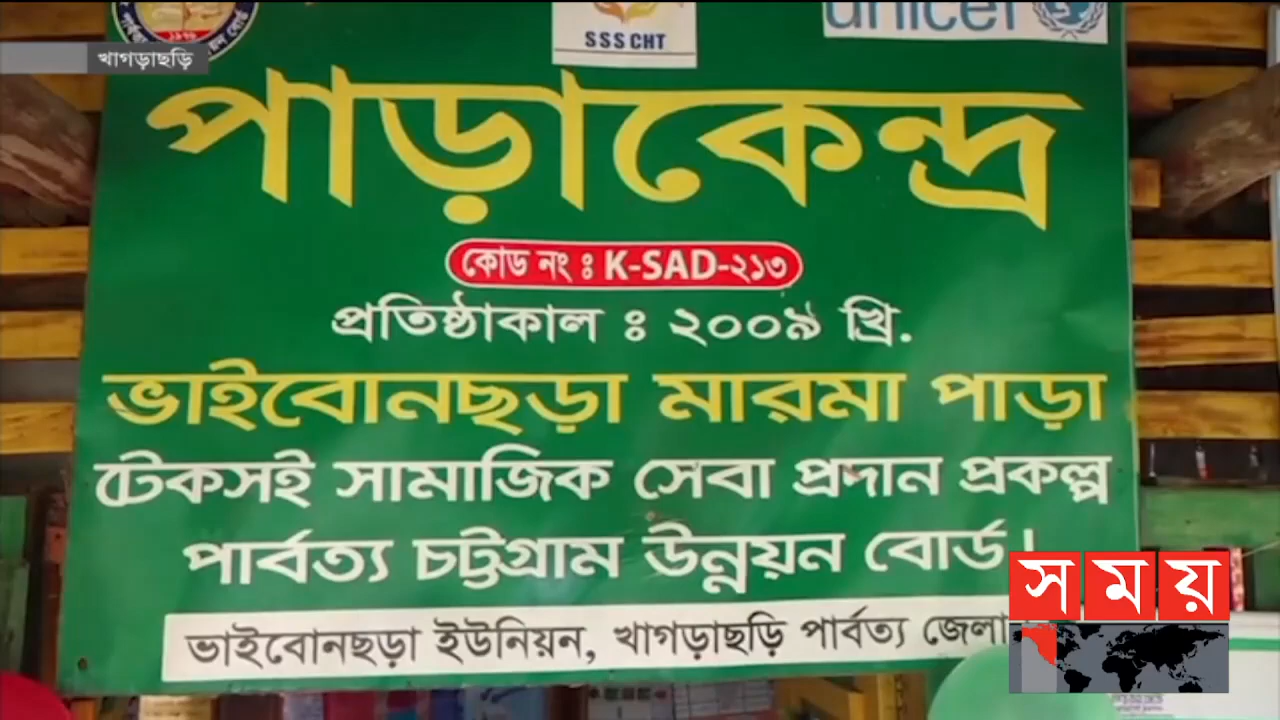 unicef
১৯৭৬
SSS CHT
খাগড়াছড়ি
পাড়াকেন্দ্র
কোড নং ঃ K-SAD-২১৩
প্রতিষ্ঠাকাল ঃ ২০০৯ খ্রি.
ভাইবোনছড়া মারমা পাড়া
টেকসই সামাজিক সেবা প্রদান প্রকল্প
পার্বত্য চট্টগ্রাম উন্নয়ন বোর্ড।
ভাইবোনছড়া ইউনিয়ন, খাগড়াছড়ি পার্বত্য জেলা
সময়